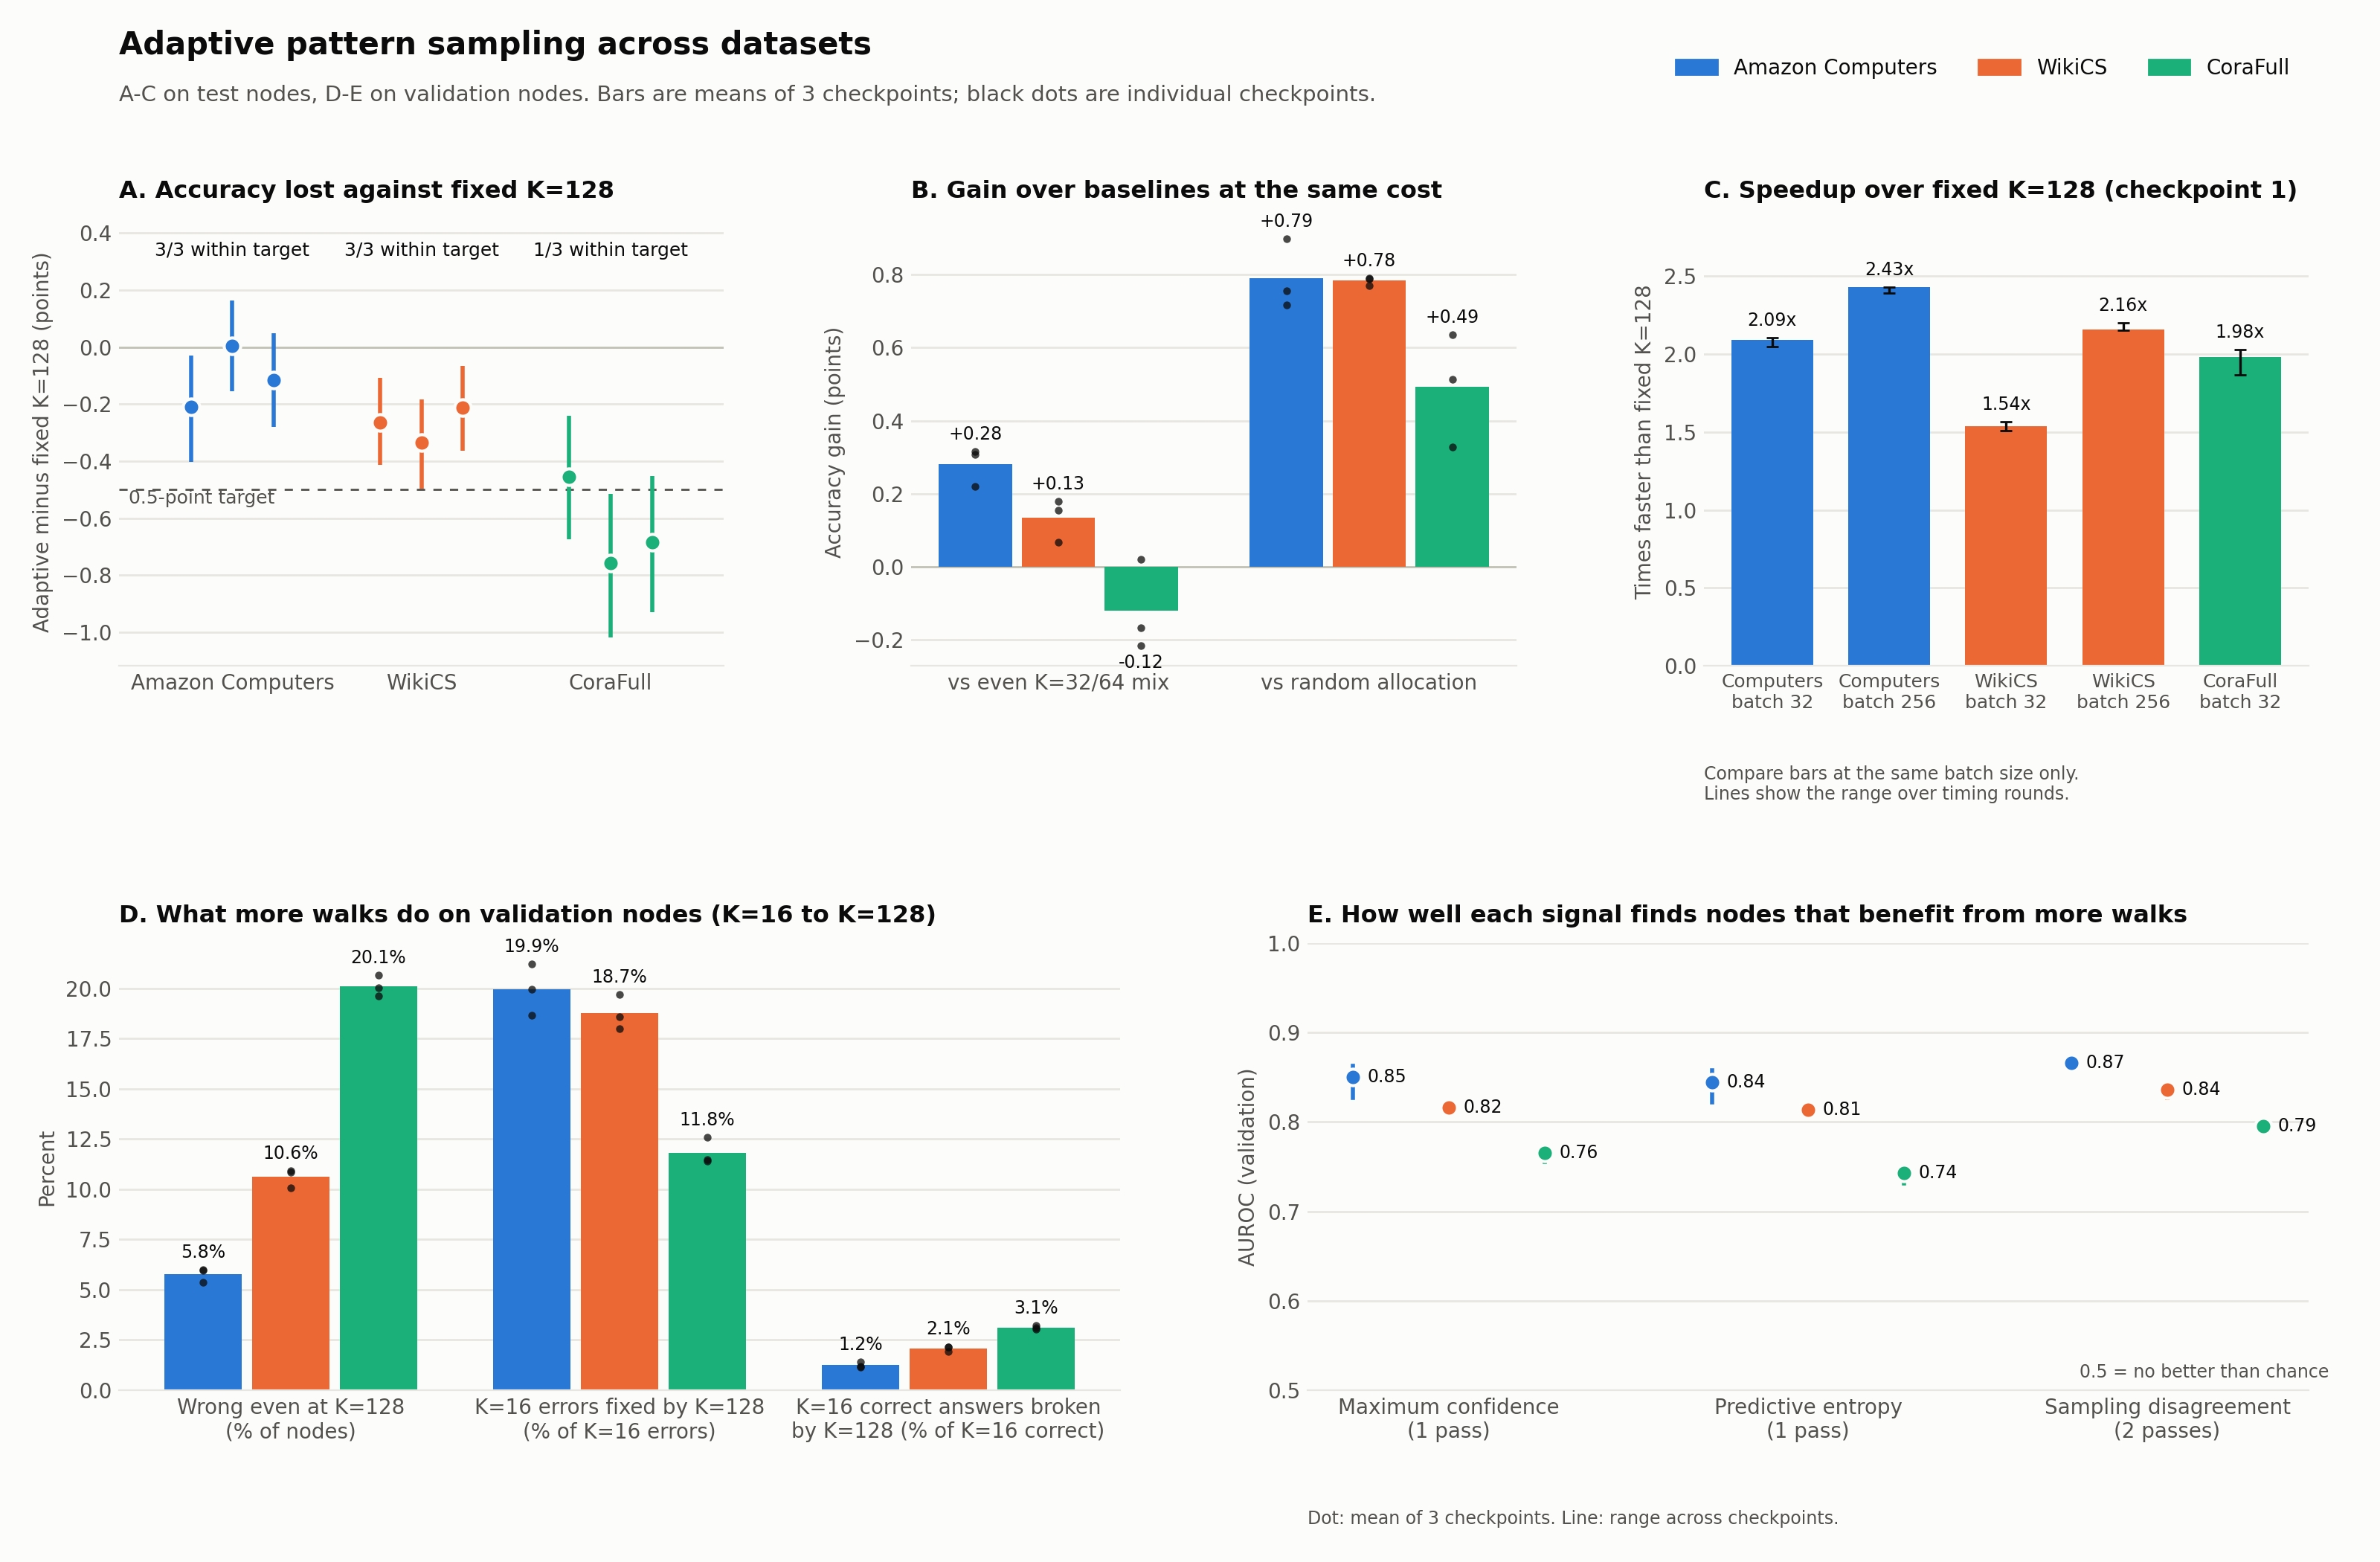 Adaptive pattern sampling across datasets
A-C on test nodes, D-E on validation nodes. Bars are means of 3 checkpoints; black dots are individual checkpoints.
Amazon Computers
WikiCS
CoraFull
A. Accuracy lost against fixed K=128
Adaptive minus fixed K=128 (points)
0.4
0.2
0.0
−0.2
−0.4
−0.6
−0.8
−1.0
3/3 within target
3/3 within target
1/3 within target
0.5-point target
Amazon Computers
WikiCS
CoraFull
B. Gain over baselines at the same cost
Accuracy gain (points)
0.8
0.6
0.4
0.2
0.0
−0.2
+0.28
+0.13
-0.12
+0.79
+0.78
+0.49
vs even K=32/64 mix
vs random allocation
C. Speedup over fixed K=128 (checkpoint 1)
Times faster than fixed K=128
2.5
2.0
1.5
1.0
0.5
0.0
2.09x
2.43x
1.54x
2.16x
1.98x
Computers
batch 32
Computers
batch 256
WikiCS
batch 32
WikiCS
batch 256
CoraFull
batch 32
Compare bars at the same batch size only.
Lines show the range over timing rounds.
D. What more walks do on validation nodes (K=16 to K=128)
Percent
20.0
17.5
15.0
12.5
10.0
7.5
5.0
2.5
0.0
5.8%
10.6%
20.1%
19.9%
18.7%
11.8%
1.2%
2.1%
3.1%
Wrong even at K=128
(% of nodes)
K=16 errors fixed by K=128
(% of K=16 errors)
K=16 correct answers broken
by K=128 (% of K=16 correct)
E. How well each signal finds nodes that benefit from more walks
AUROC (validation)
1.0
0.9
0.8
0.7
0.6
0.5
0.85
0.82
0.76
0.84
0.81
0.74
0.87
0.84
0.79
0.5 = no better than chance
Maximum confidence
(1 pass)
Predictive entropy
(1 pass)
Sampling disagreement
(2 passes)
Dot: mean of 3 checkpoints. Line: range across checkpoints.